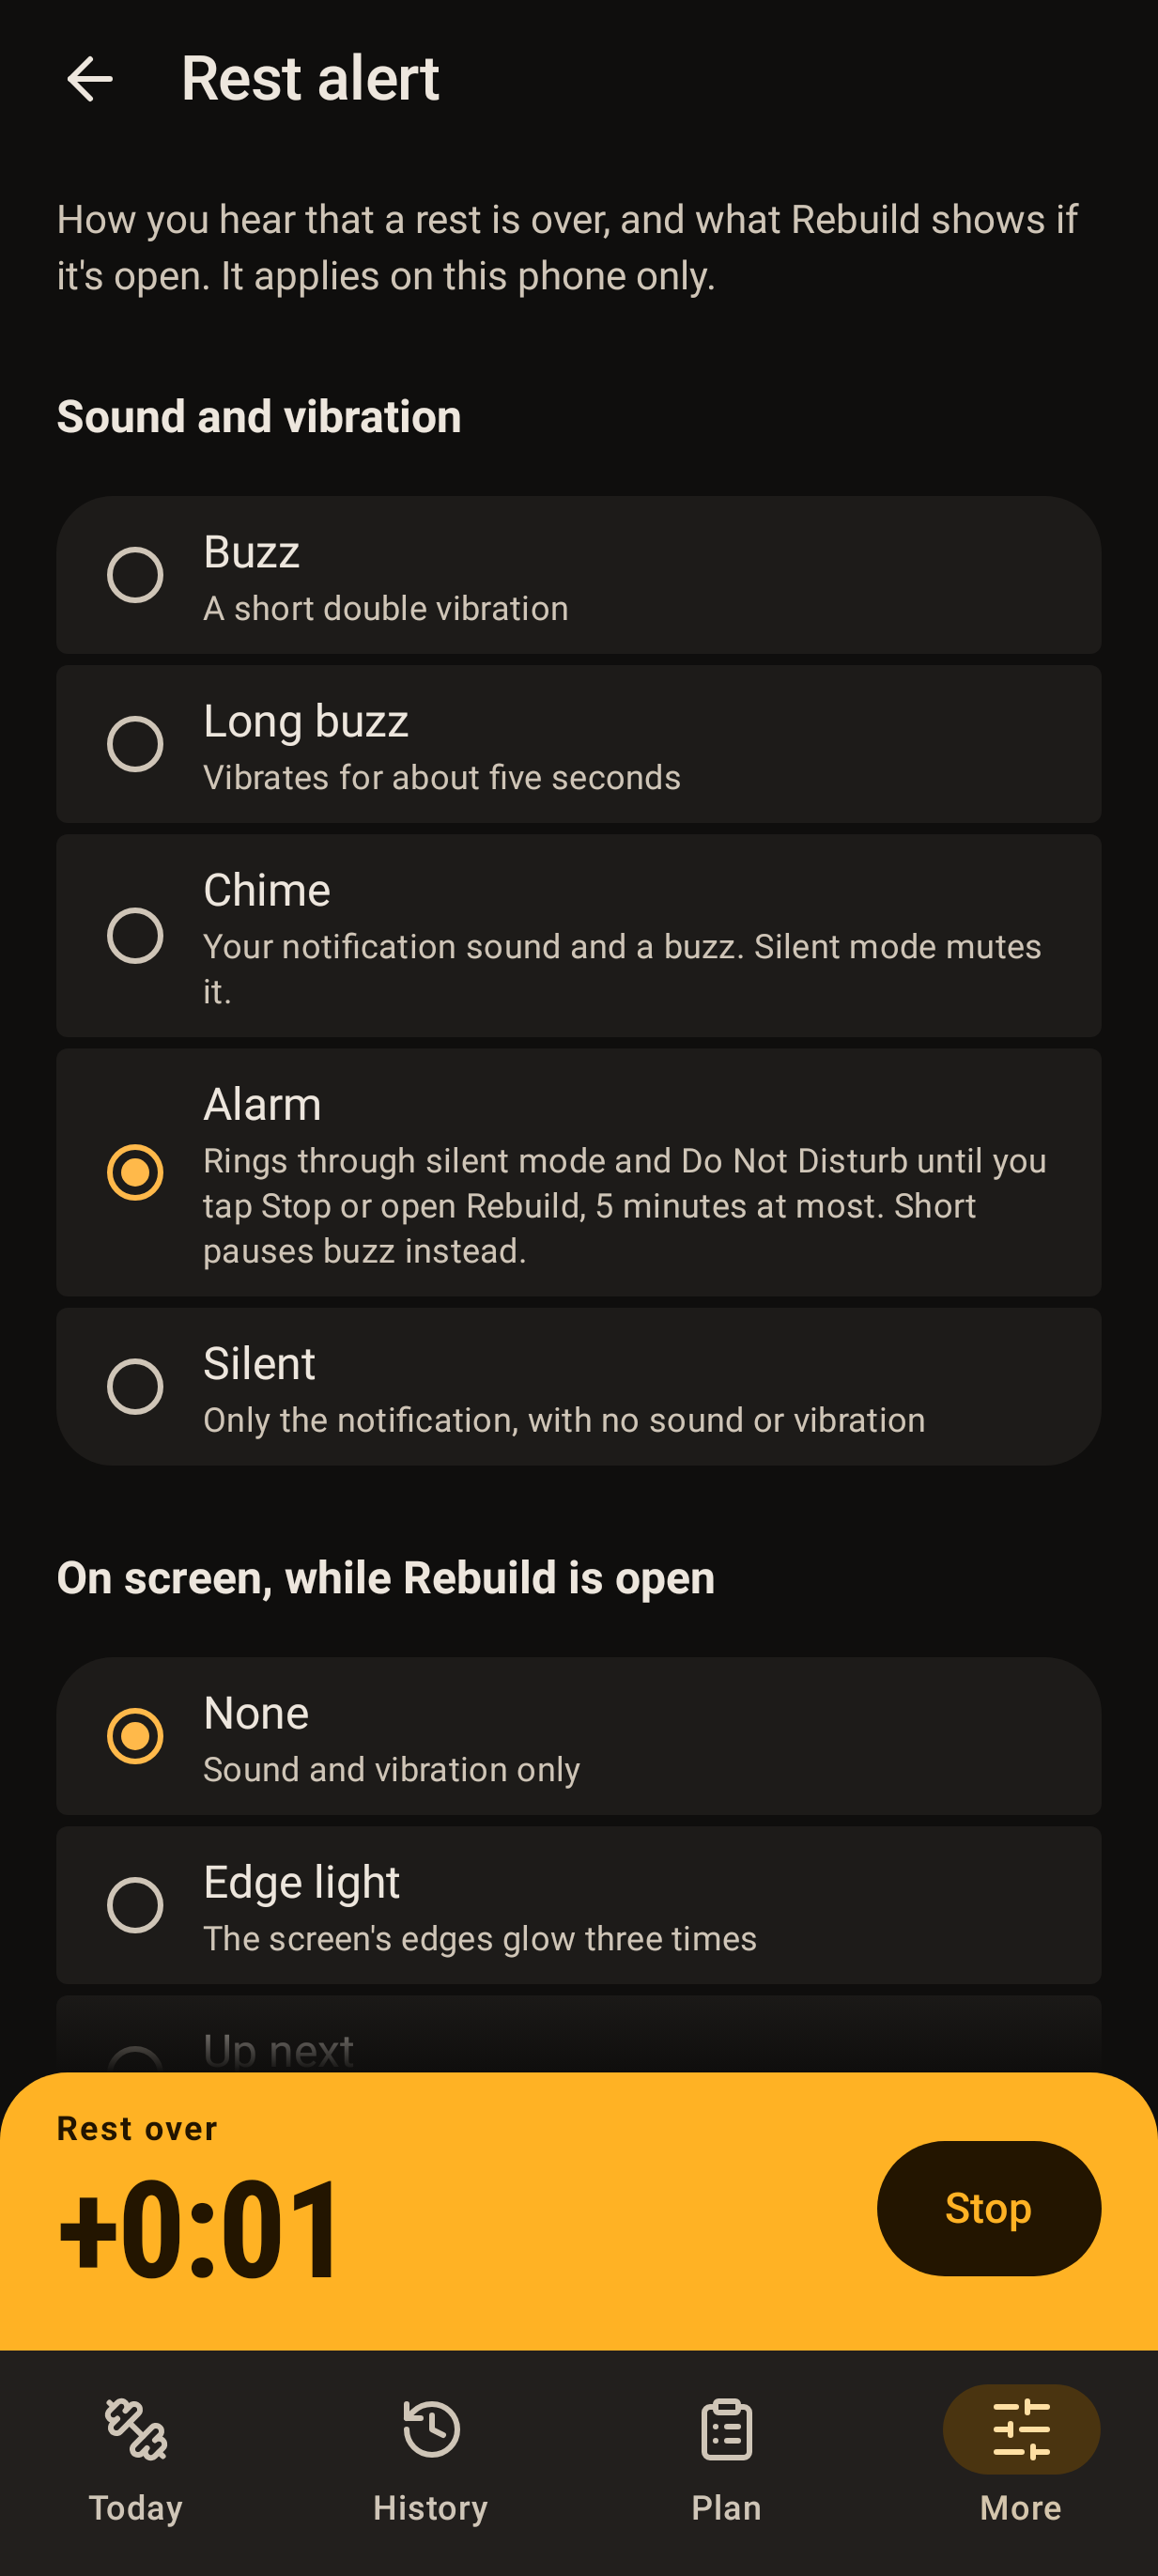 Rest alert
How you hear that a rest is over, and what Rebuild shows if
it's open. It applies on this phone only.
Sound and vibration
Buzz
A short double vibration
Long buzz
Vibrates for about five seconds
Chime
Your notification sound and a buzz. Silent mode mutes
it.
Alarm
Rings through silent mode and Do Not Disturb until you
tap Stop or open Rebuild, 5 minutes at most. Short
pauses buzz instead.
Silent
Only the notification, with no sound or vibration
On screen, while Rebuild is open
None
Sound and vibration only
Edge light
The screen's edges glow three times
Up next
Rest over
+0:01
Stop
Today
History
Plan
More